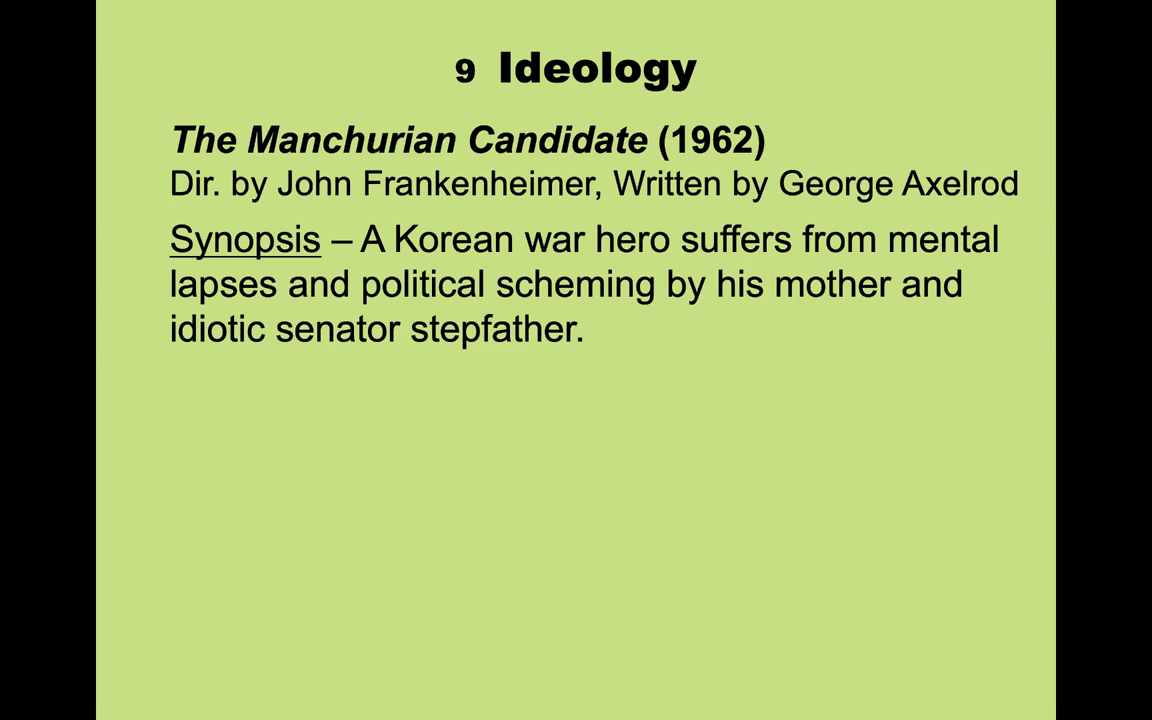 9 Ideology
The Manchurian Candidate (1962)
Dir. by John Frankenheimer, Written by George Axelrod
Synopsis – A Korean war hero suffers from mental
lapses and political scheming by his mother and
idiotic senator stepfather.